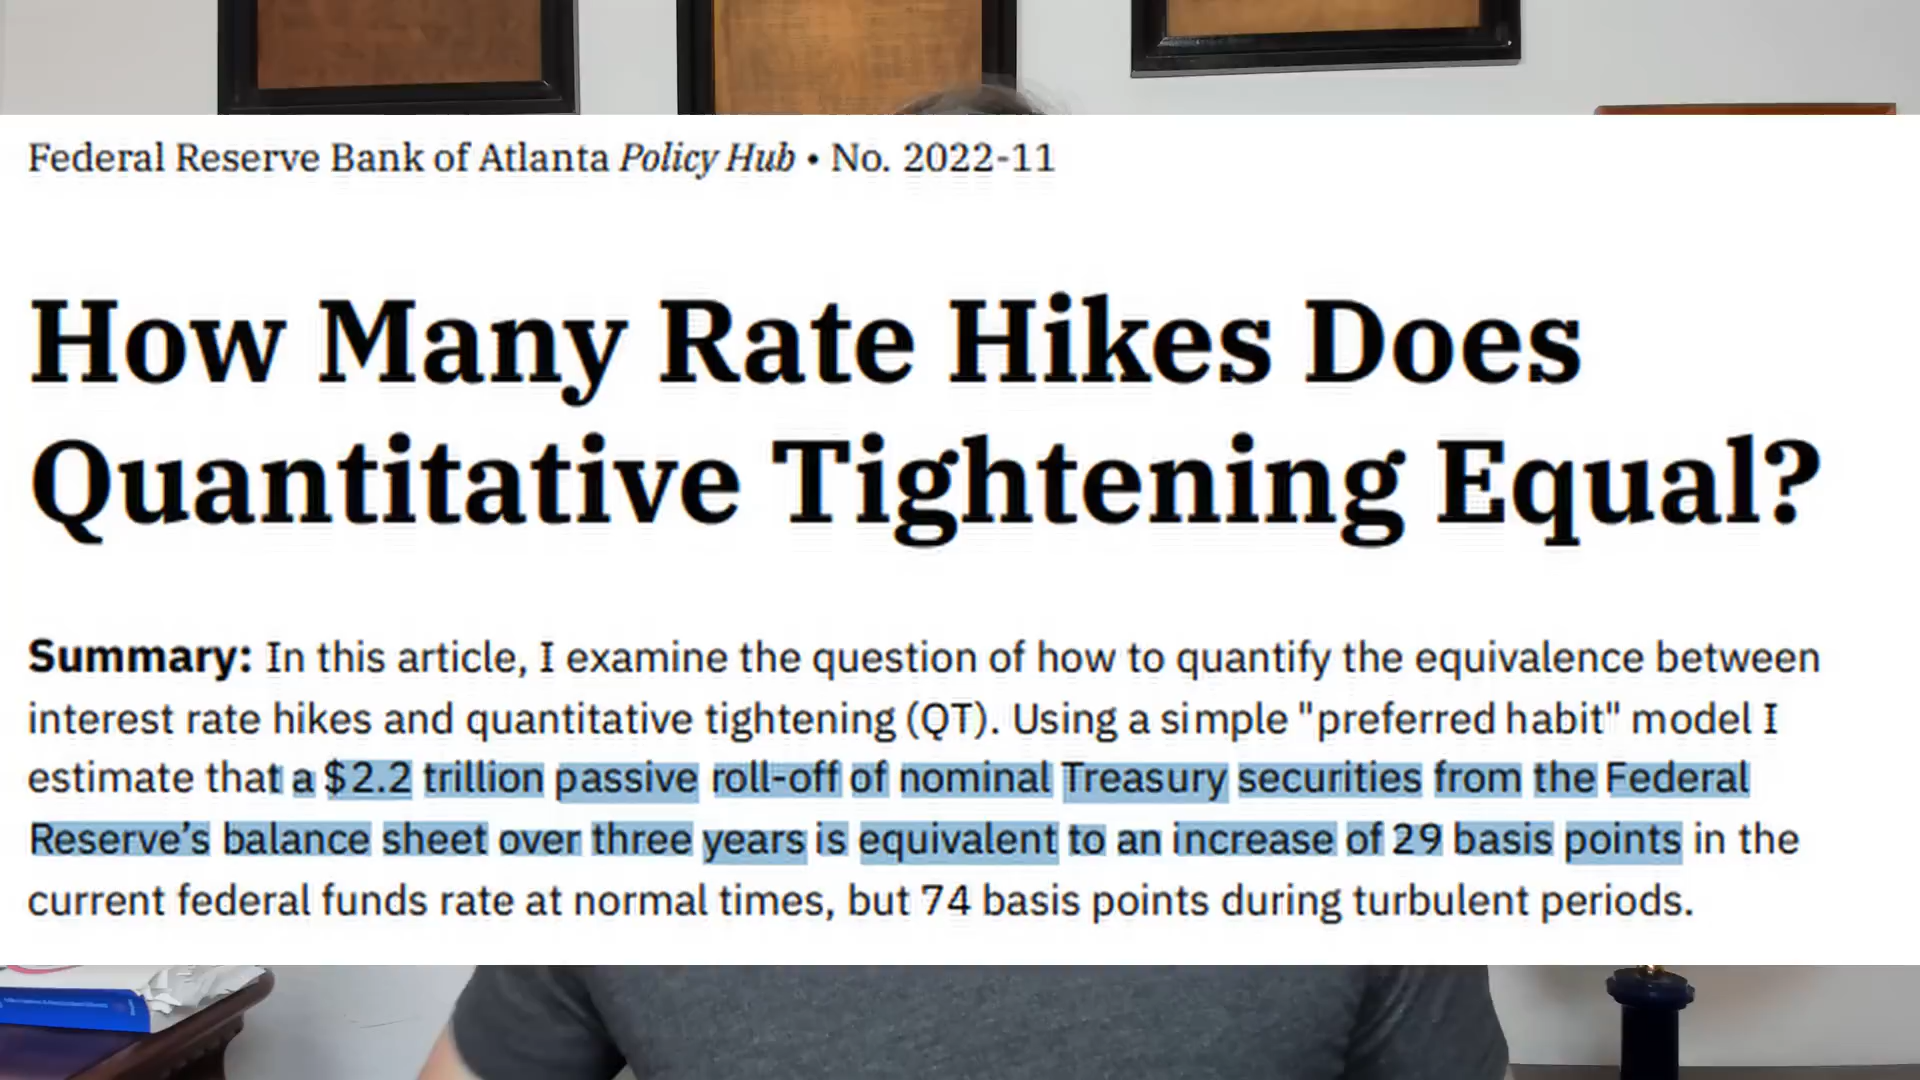 Federal Reserve Bank of Atlanta Policy Hub • No. 2022-11
How Many Rate Hikes Does
Quantitative Tightening Equal?
Summary: In this article, I examine the question of how to quantify the equivalence between
interest rate hikes and quantitative tightening (QT). Using a simple "preferred habit" model I
estimate that a $2.2 trillion passive roll-off of nominal Treasury securities from the Federal
Reserve’s balance sheet over three years is equivalent to an increase of 29 basis points in the
current federal funds rate at normal times, but 74 basis points during turbulent periods.